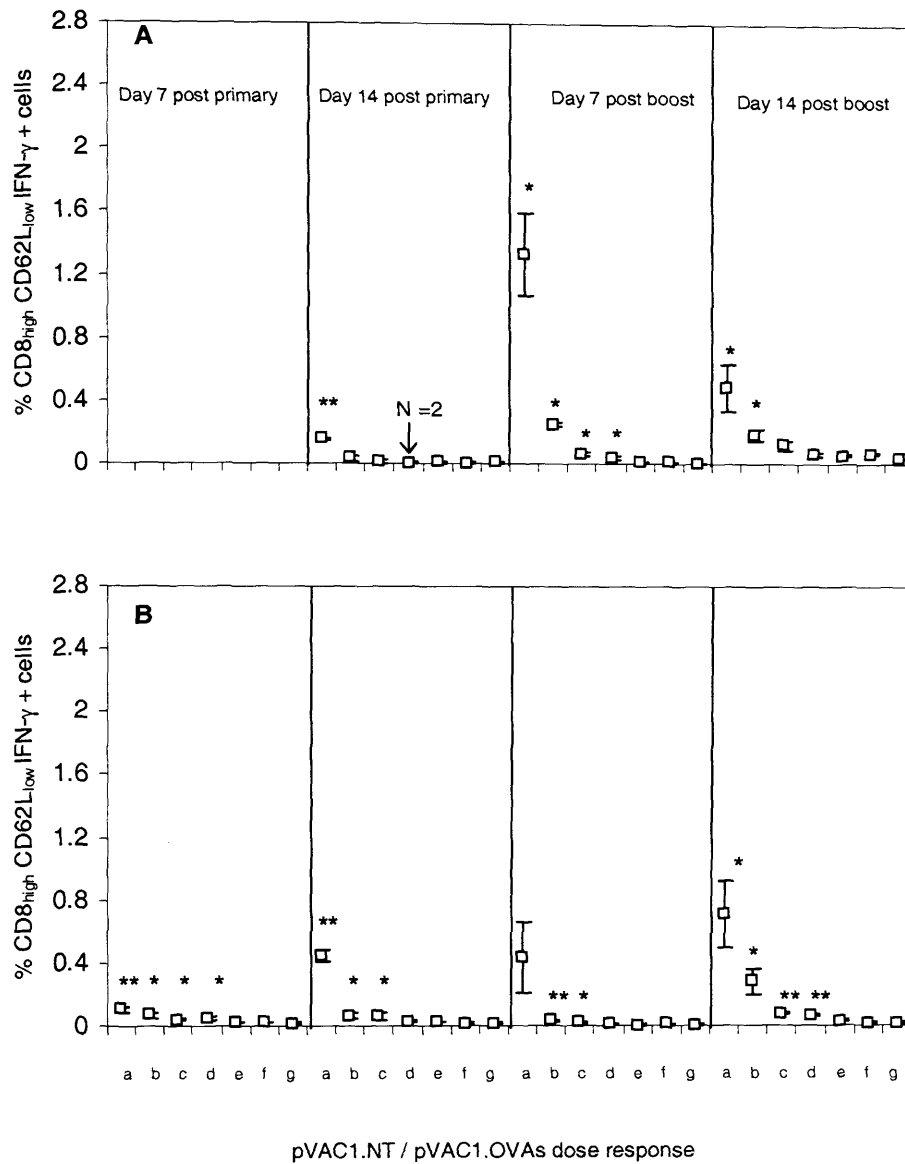 A
Day 7 post primary
Day 14 post primary
Day 7 post boost
Day 14 post boost
% CD8high CD62Llow IFN-γ + cells
2.8
2.4
2
1.6
1.2
0.8
0.4
0
**
N =2
*
*
*
*
*
*
B
% CD8high CD62Llow IFN-γ + cells
2.8
2.4
2
1.6
1.2
0.8
0.4
0
** * * *
** * *
** *
* * ** **
a b c d e f g
a b c d e f g
a b c d e f g
a b c d e f g
pVAC1.NT / pVAC1.OVAs dose response